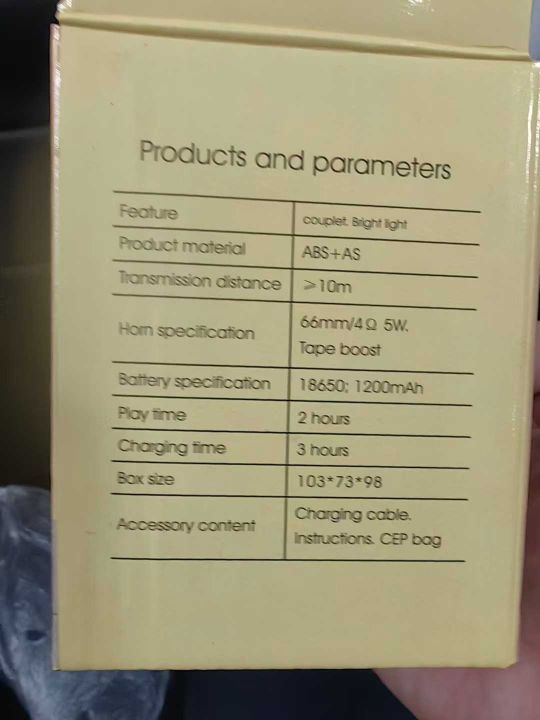 Products and parameters
Feature couplet. Bright light
Product material ABS+AS
Transmission distance ⩾10m
Horn specification 66mm/4Ω 5W.
Tape boost
Battery specification 18650; 1200mAh
Play time 2 hours
Charging time 3 hours
Box size 103*73*98
Accessory content Charging cable.
Instructions. CEP bag